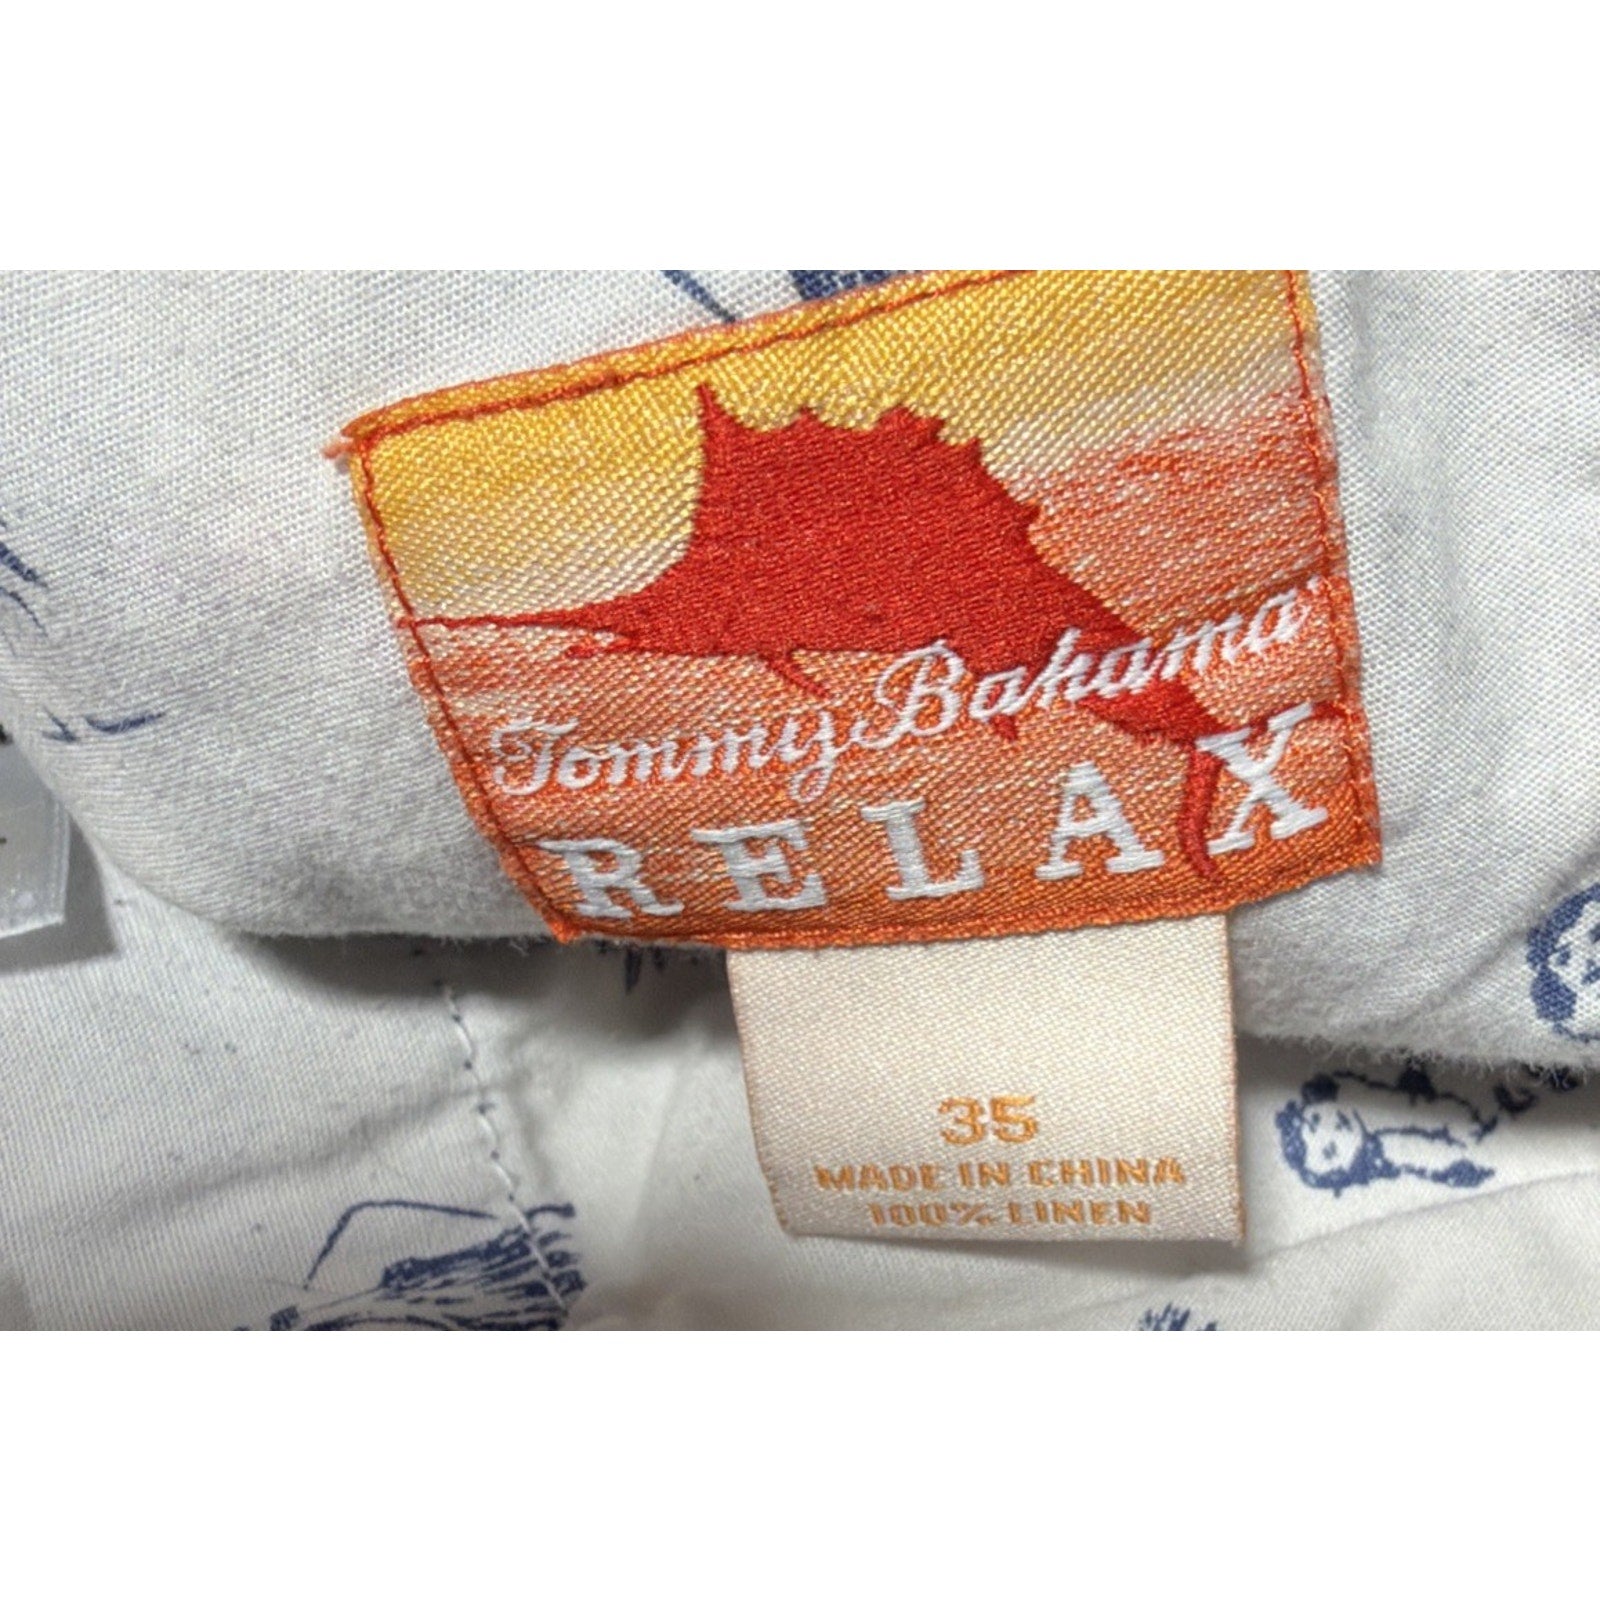 Tommy Bahama
RELAX
35
MADE IN CHINA
100% LINEN